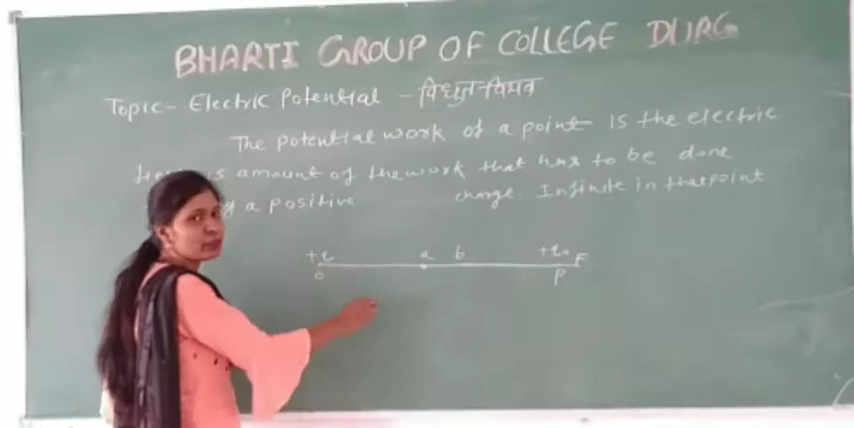 BHARTI GROUP OF COLLEGE DURG
Topic- Electric Potential - विधुत-विभव
The potential work of a point is the electric
is amount of the work that has to be done
a positive charge. Infinite in that point
+q a b +q₀ F
O P